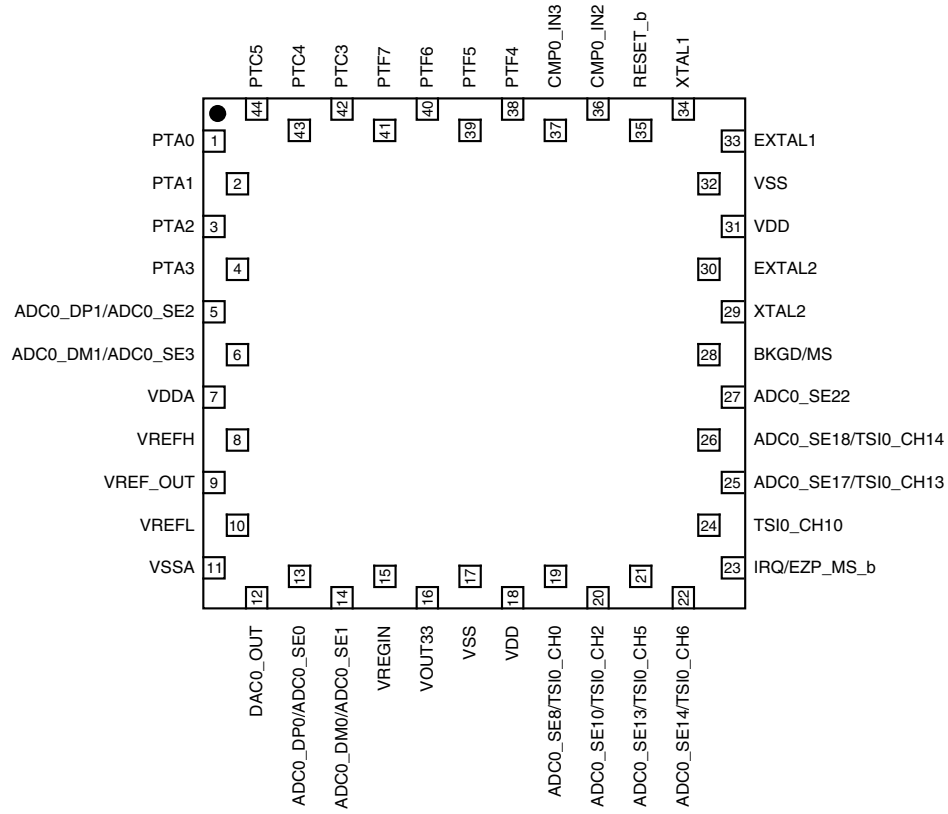 PTC5
PTC4
PTC3
PTF7
PTF6
PTF5
PTF4
CMP0_IN3
CMP0_IN2
RESET_b
XTAL1
44
43
42
41
40
39
38
37
36
35
34
PTA0 1
PTA1 2
PTA2 3
PTA3 4
ADC0_DP1/ADC0_SE2 5
ADC0_DM1/ADC0_SE3 6
VDDA 7
VREFH 8
VREF_OUT 9
VREFL 10
VSSA 11
33 EXTAL1
32 VSS
31 VDD
30 EXTAL2
29 XTAL2
28 BKGD/MS
27 ADC0_SE22
26 ADC0_SE18/TSI0_CH14
25 ADC0_SE17/TSI0_CH13
24 TSI0_CH10
23 IRQ/EZP_MS_b
12
13
14
15
16
17
18
19
20
21
22
DAC0_OUT
ADC0_DP0/ADC0_SE0
ADC0_DM0/ADC0_SE1
VREGIN
VOUT33
VSS
VDD
ADC0_SE8/TSI0_CH0
ADC0_SE10/TSI0_CH2
ADC0_SE13/TSI0_CH5
ADC0_SE14/TSI0_CH6